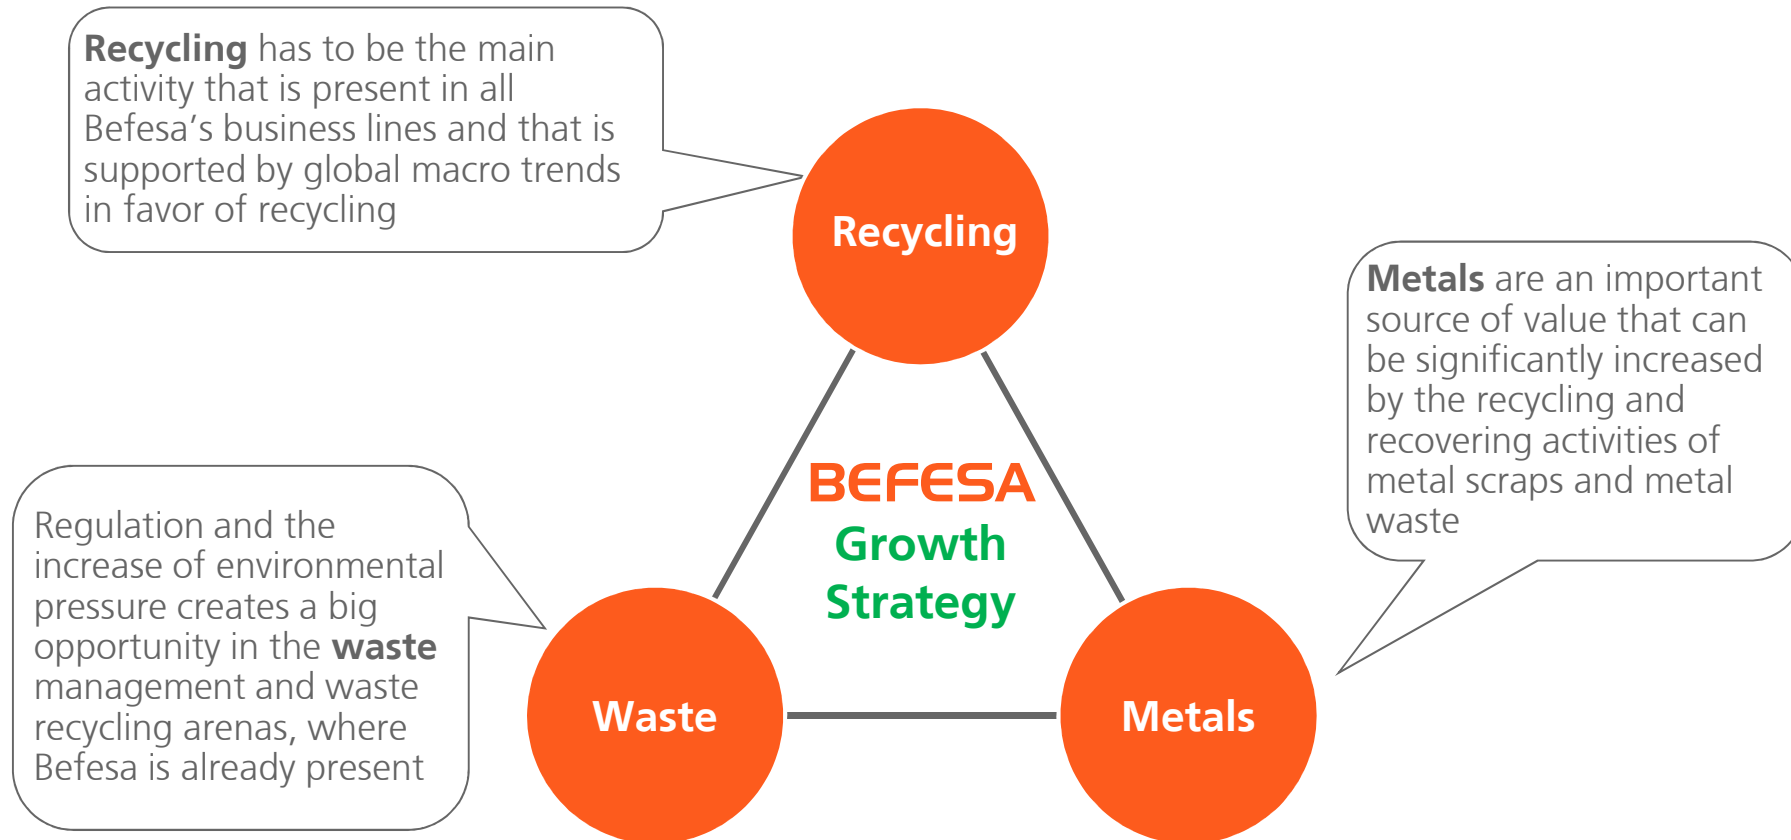 Recycling has to be the main
activity that is present in all
Befesa’s business lines and that is
supported by global macro trends
in favor of recycling
Recycling
Metals are an important
source of value that can
be significantly increased
by the recycling and
recovering activities of
metal scraps and metal
waste
BEFESA
Growth
Strategy
Regulation and the
increase of environmental
pressure creates a big
opportunity in the waste
management and waste
recycling arenas, where
Befesa is already present
Waste
Metals